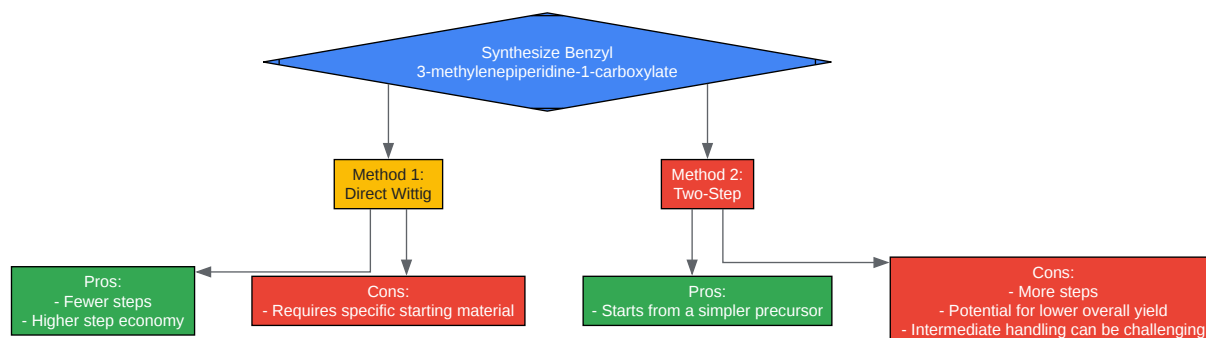 Synthesize Benzyl
3-methylenepiperidine-1-carboxylate
Method 1:
Direct Wittig
Method 2:
Two-Step
Pros:
- Fewer steps
- Higher step economy
Cons:
- Requires specific starting material
Pros:
- Starts from a simpler precursor
Cons:
- More steps
- Potential for lower overall yield
- Intermediate handling can be challenging